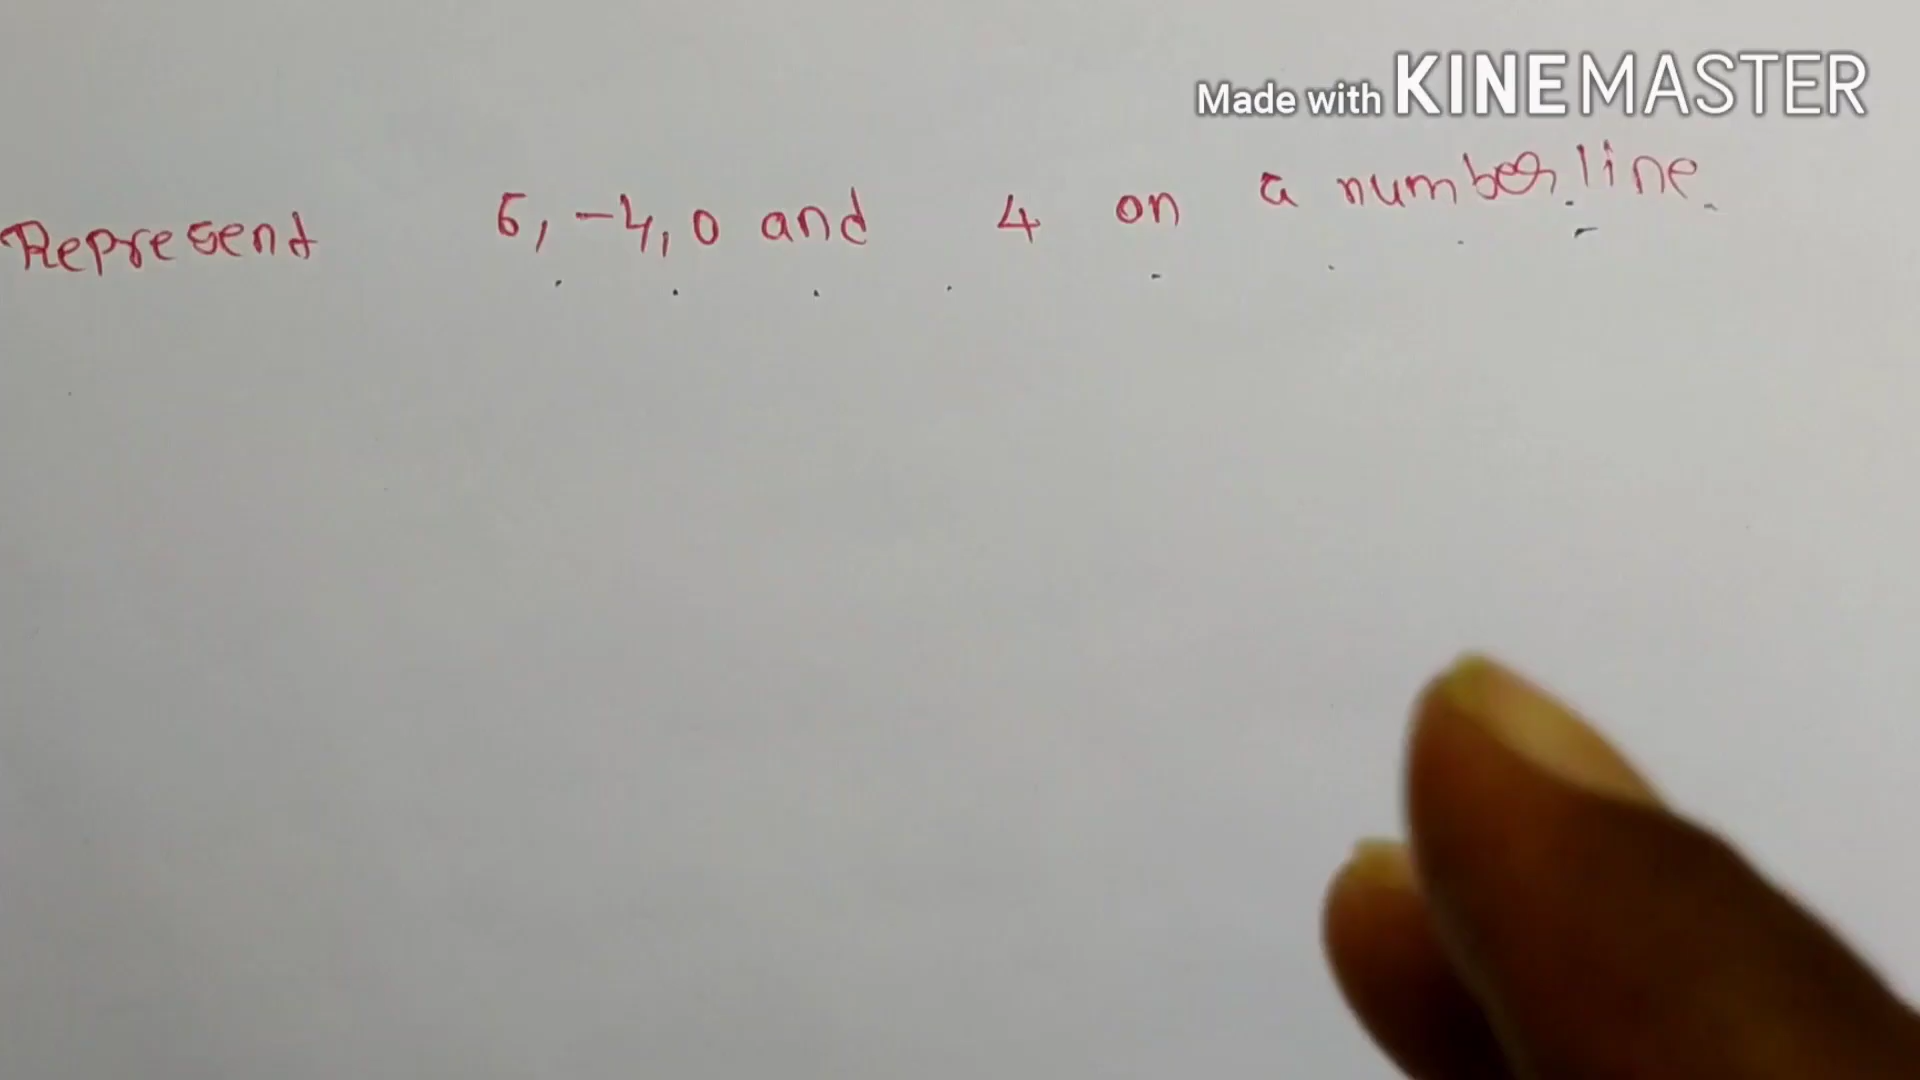 Made with KINEMASTER
Represent 5, -4, 0 and 4 on a number line.